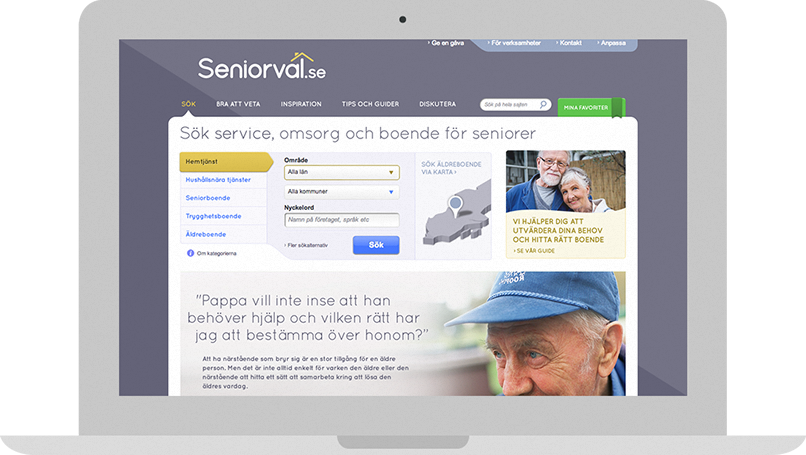 › Ge en gåva › För verksamheter › Kontakt › Anpassa
Seniorval.se
SÖK BRA ATT VETA INSPIRATION TIPS OCH GUIDER DISKUTERA Sök på hela sajten MINA FAVORITER
Sök service, omsorg och boende för seniorer
Hemtjänst
Hushållsnära tjänster
Seniorboende
Trygghetsboende
Äldreboende
Om kategorierna
Område
Alla län
Alla kommuner
Nyckelord
Namn på företaget, språk etc
› Fler sökalternativ Sök
SÖK ÄLDREBOENDE
VIA KARTA ›
VI HJÄLPER DIG ATT
UTVÄRDERA DINA BEHOV
OCH HITTA RÄTT BOENDE
› SE VÅR GUIDE
"Pappa vill inte inse att han
behöver hjälp och vilken rätt har
jag att bestämma över honom?"
Att ha närstående som bryr sig är en stor tillgång för en äldre
person. Men det är inte alltid enkelt för varken den äldre eller den
närstående att hitta ett sätt att samarbeta kring att lösa den
äldres vardag.